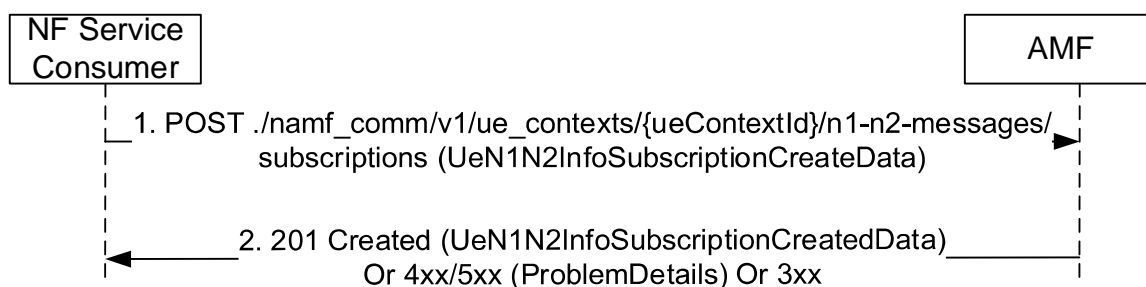 NF Service
Consumer
AMF
1. POST ./namf_comm/v1/ue_contexts/{ueContextId}/n1-n2-messages/
subscriptions (UeN1N2InfoSubscriptionCreateData)
2. 201 Created (UeN1N2InfoSubscriptionCreatedData)
Or 4xx/5xx (ProblemDetails) Or 3xx